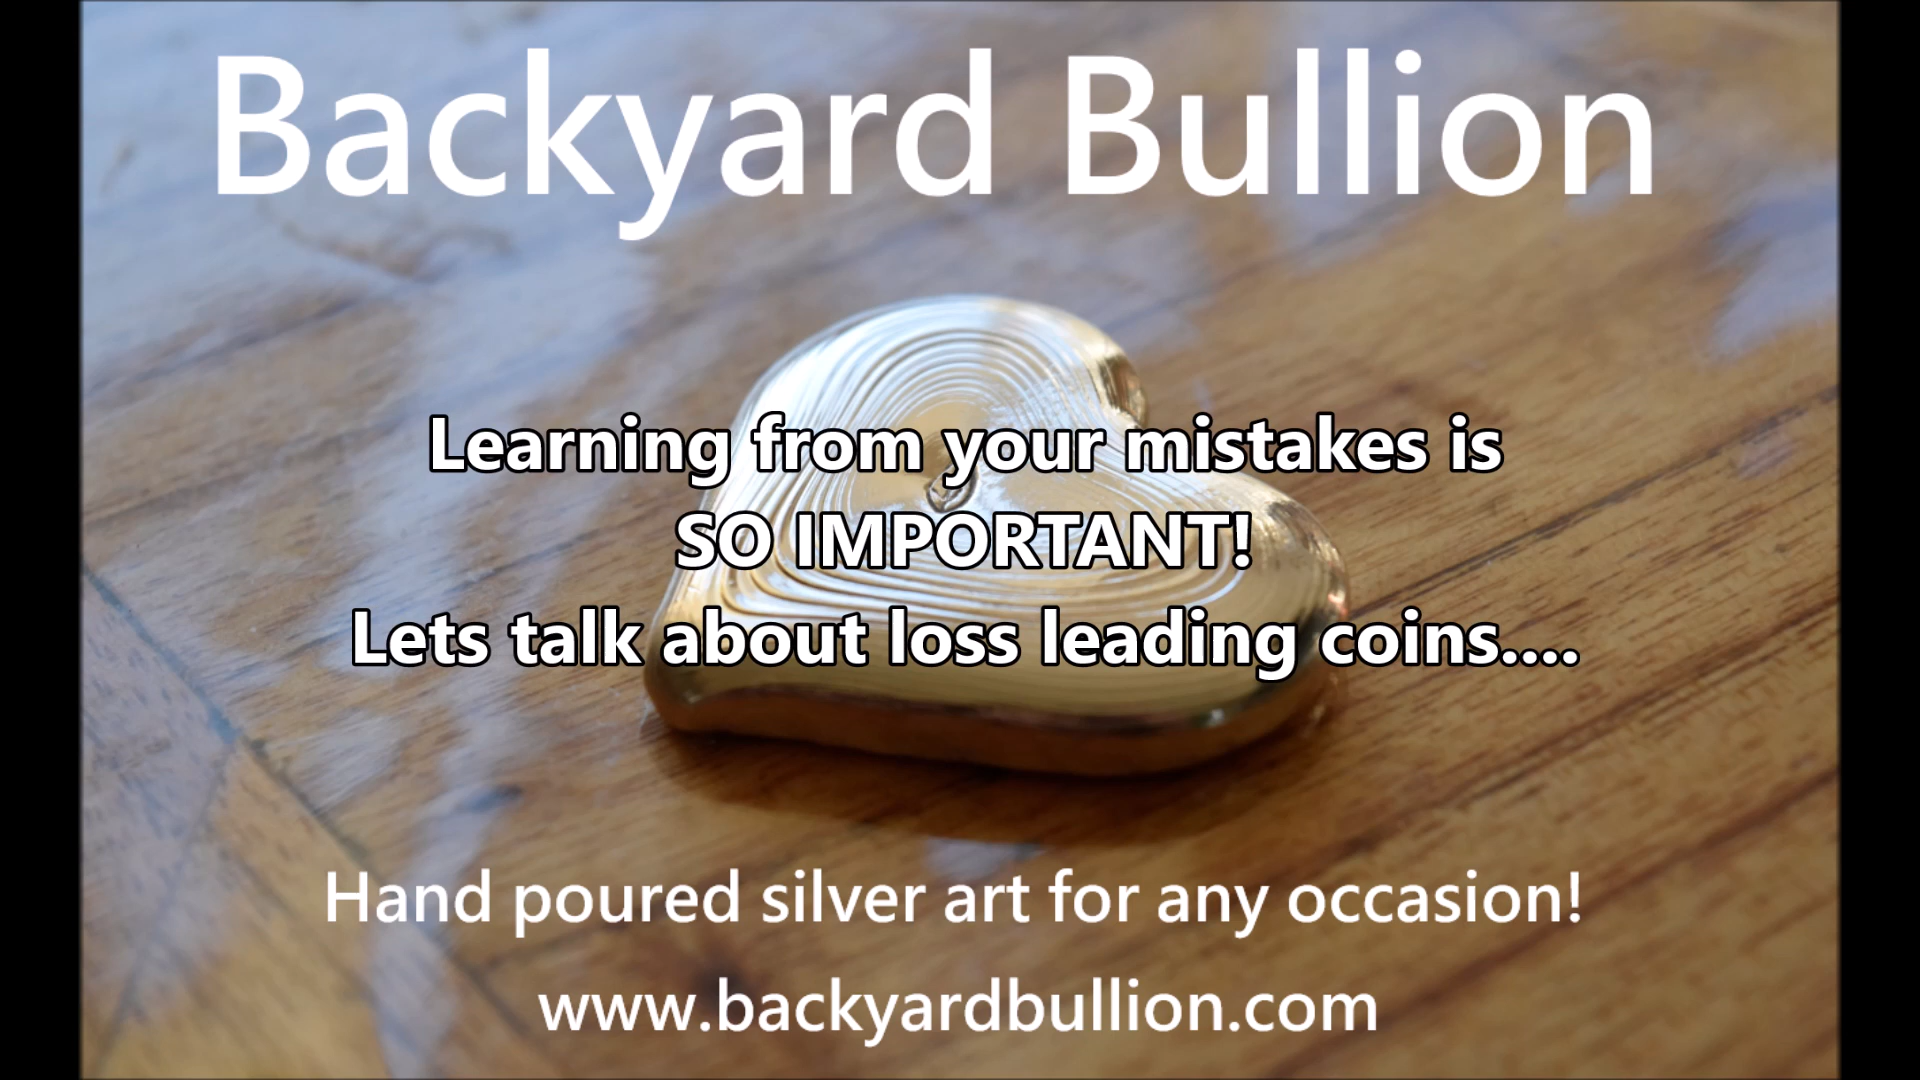 Backyard Bullion
Learning from your mistakes is
SO IMPORTANT!
Lets talk about loss leading coins....
Hand poured silver art for any occasion!
www.backyardbullion.com